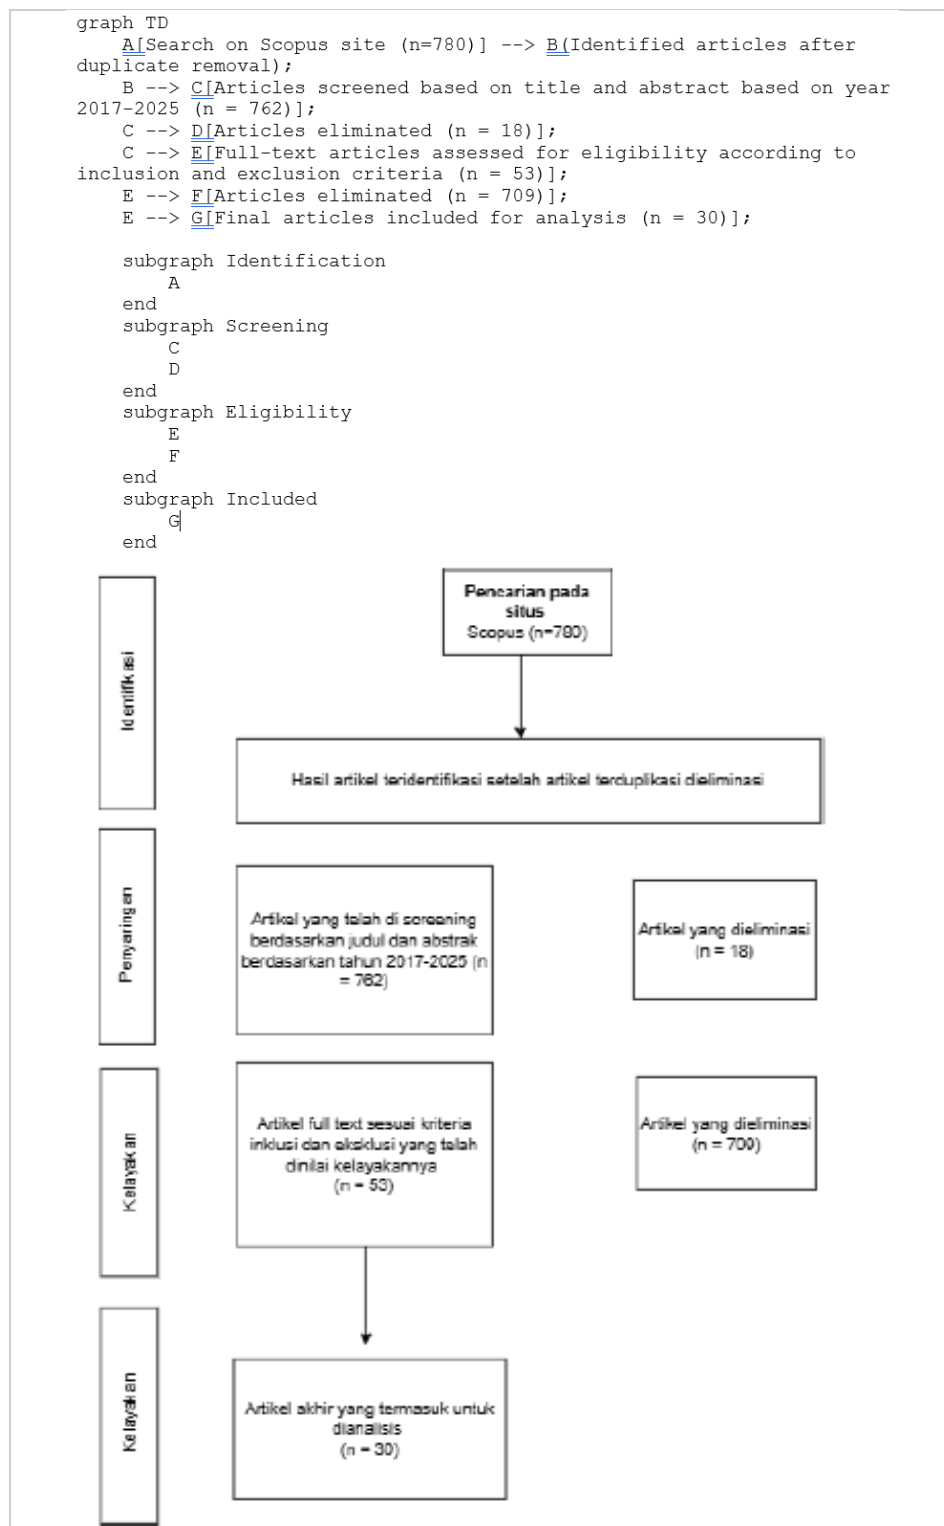 graph TD
A[Search on Scopus site (n=780)] --> B(Identified articles after
duplicate removal);
B --> C[Articles screened based on title and abstract based on year
2017-2025 (n = 762)];
C --> D[Articles eliminated (n = 18)];
C --> E[Full-text articles assessed for eligibility according to
inclusion and exclusion criteria (n = 53)];
E --> F[Articles eliminated (n = 709)];
E --> G[Final articles included for analysis (n = 30)];
subgraph Identification
A
end
subgraph Screening
C
D
end
subgraph Eligibility
E
F
end
subgraph Included
G
end
Identifikasi
Pencarian pada
situs
Scopus (n=780)
Hasil artikel teridentifikasi setelah artikel terduplikasi dieliminasi
Penyaringan
Artikel yang telah di screening
berdasarkan judul dan abstrak
berdasarkan tahun 2017-2025 (n
= 762)
Artikel yang dieliminasi
(n = 18)
Kelayakan
Artikel full text sesuai kriteria
inklusi dan eksklusi yang telah
dinilai kelayakannya
(n = 53)
Artikel yang dieliminasi
(n = 709)
Kelayakan
Artikel akhir yang termasuk untuk
dianalisis
(n = 30)